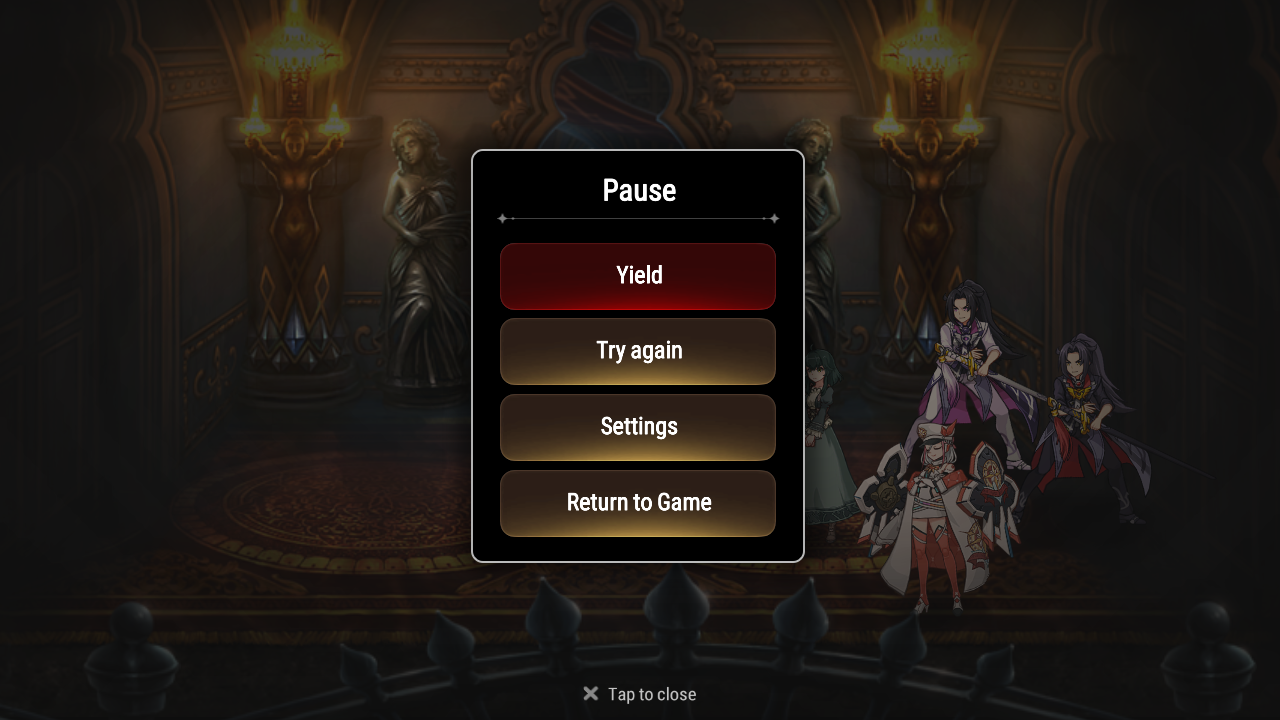 Pause
Yield
Try again
Settings
Return to Game
Tap to close